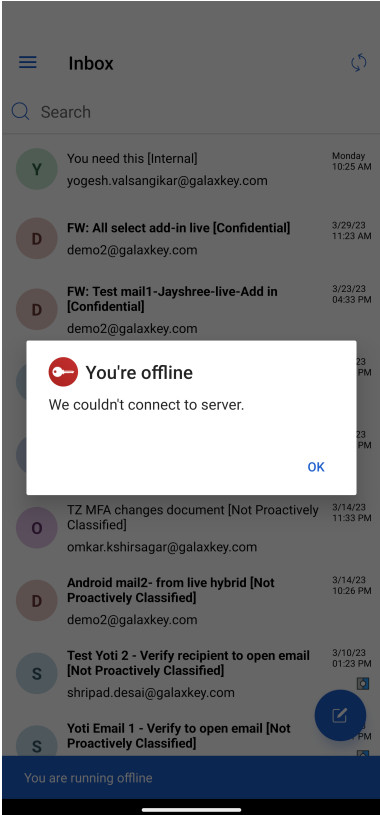 Inbox
Search
Y
You need this [Internal]
Monday
10:25 AM
yogesh.valsangikar@galaxkey.com
D
FW: All select add-in live [Confidential]
3/29/23
11:23 AM
demo2@galaxkey.com
D
FW: Test mail1-Jayshree-live-Add in
[Confidential]
3/23/23
04:33 PM
demo2@galaxkey.com
You're offline
We couldn't connect to server.
OK
O
TZ MFA changes document [Not Proactively
Classified]
3/14/23
11:33 PM
omkar.kshirsagar@galaxkey.com
D
Android mail2- from live hybrid [Not
Proactively Classified]
3/14/23
10:26 PM
demo2@galaxkey.com
S
Test Yoti 2 - Verify recipient to open email
[Not Proactively Classified]
3/10/23
01:23 PM
shripad.desai@galaxkey.com
S
Yoti Email 1 - Verify to open email [Not
Proactively Classified]
PM
You are running offline